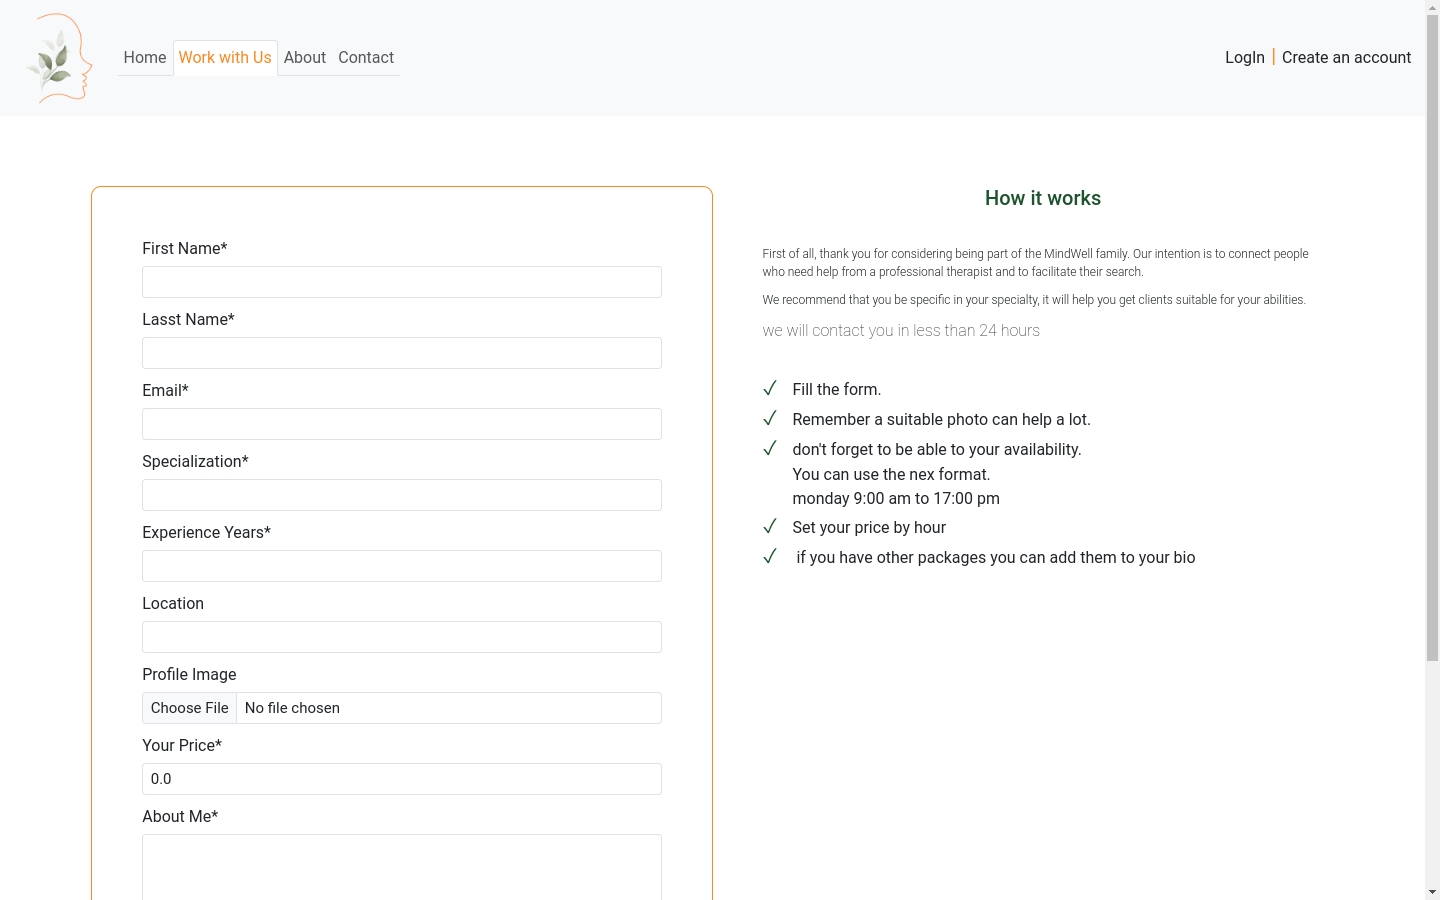 Home
Work with Us
About
Contact
LogIn
Create an account
First Name*
Lasst Name*
Email*
Specialization*
Experience Years*
Location
Profile Image
Choose File No file chosen
Your Price*
0.0
About Me*
How it works
First of all, thank you for considering being part of the MindWell family. Our intention is to connect people
who need help from a professional therapist and to facilitate their search.
We recommend that you be specific in your specialty, it will help you get clients suitable for your abilities.
we will contact you in less than 24 hours
Fill the form.
Remember a suitable photo can help a lot.
don't forget to be able to your availability.
You can use the nex format.
monday 9:00 am to 17:00 pm
Set your price by hour
if you have other packages you can add them to your bio